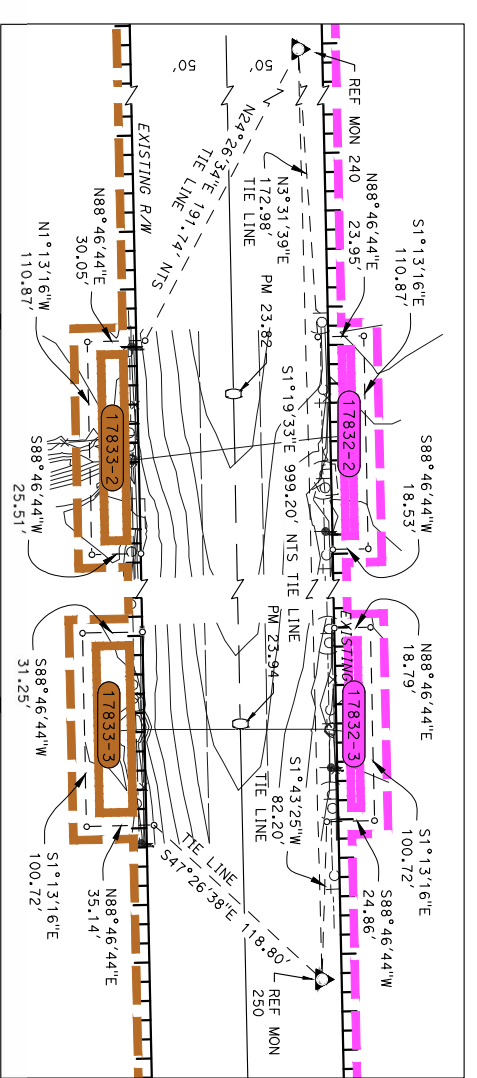 REF MON 240
N88°46'44"E
23.95'
S1°13'16"E
110.87'
S88°46'44"W
18.53'
N88°46'44"E
18.79'
S1°13'16"E
100.72'
S88°46'44"W
24.86'
17832-2
17832-3
EXISTING
N3°31'39"E
172.98'
TIE LINE
S1°19'33"E 999.20' NTS TIE LINE
S1°43'25"W
82.20'
TIE LINE
REF MON
250
50'
50'
PM 23.82
PM 23.94
N24°26'34"E 191.74' NTS
TIE LINE
TIE LINE
S47°26'38"E 118.80'
EXISTING R/W
17833-2
17833-3
N88°46'44"E
30.05'
N1°13'16"W
110.87'
S88°46'44"W
25.51'
S88°46'44"W
31.25'
S1°13'16"E
100.72'
N88°46'44"E
35.14'